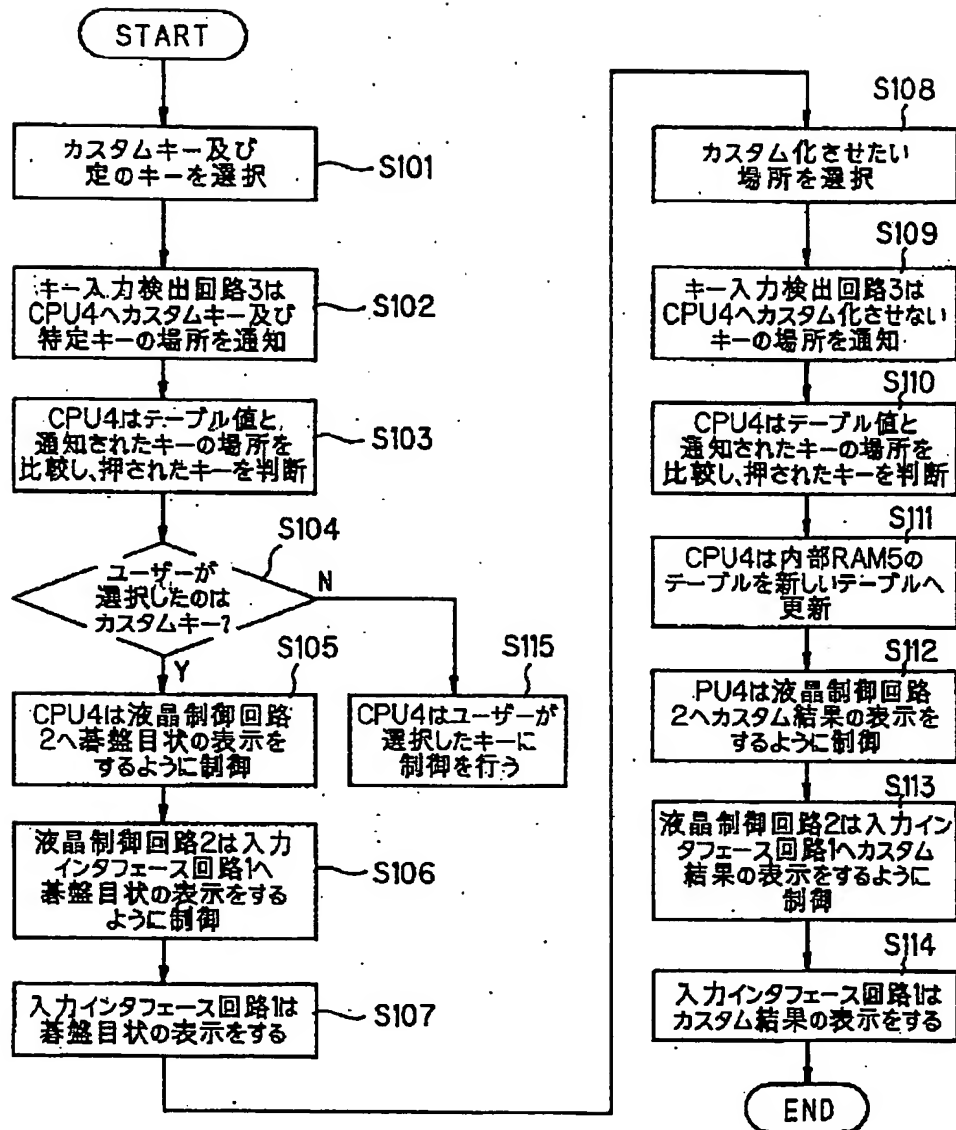 START
カスタムキー及び
定のキーを選択
S101
キー入力検出回路3は
CPU4へカスタムキー及び
特定キーの場所を通知
S102
CPU4はテーブル値と
通知されたキーの場所を
比較し、押されたキーを判断
S103
S104
ユーザーが
選択したのは
カスタムキー?
N
Y
S105
CPU4は液晶制御回路
2へ碁盤目状の表示を
するように制御
S115
CPU4はユーザーが
選択したキーに
制御を行う
液晶制御回路2は入力
インタフェース回路1へ
碁盤目状の表示をする
ように制御
S106
入力インタフェース回路1は
碁盤目状の表示をする
S107
S108
カスタム化させたい
場所を選択
S109
キー入力検出回路3は
CPU4へカスタム化させない
キーの場所を通知
S110
CPU4はテーブル値と
通知されたキーの場所を
比較し、押されたキーを判断
S111
CPU4は内部RAM5の
テーブルを新しいテーブルへ
更新
S112
PU4は液晶制御回路
2へカスタム結果の表示を
するように制御
S113
液晶制御回路2は入力イン
タフェース回路1へカスタム
結果の表示をするように
制御
S114
入力インタフェース回路1は
カスタム結果の表示をする
END